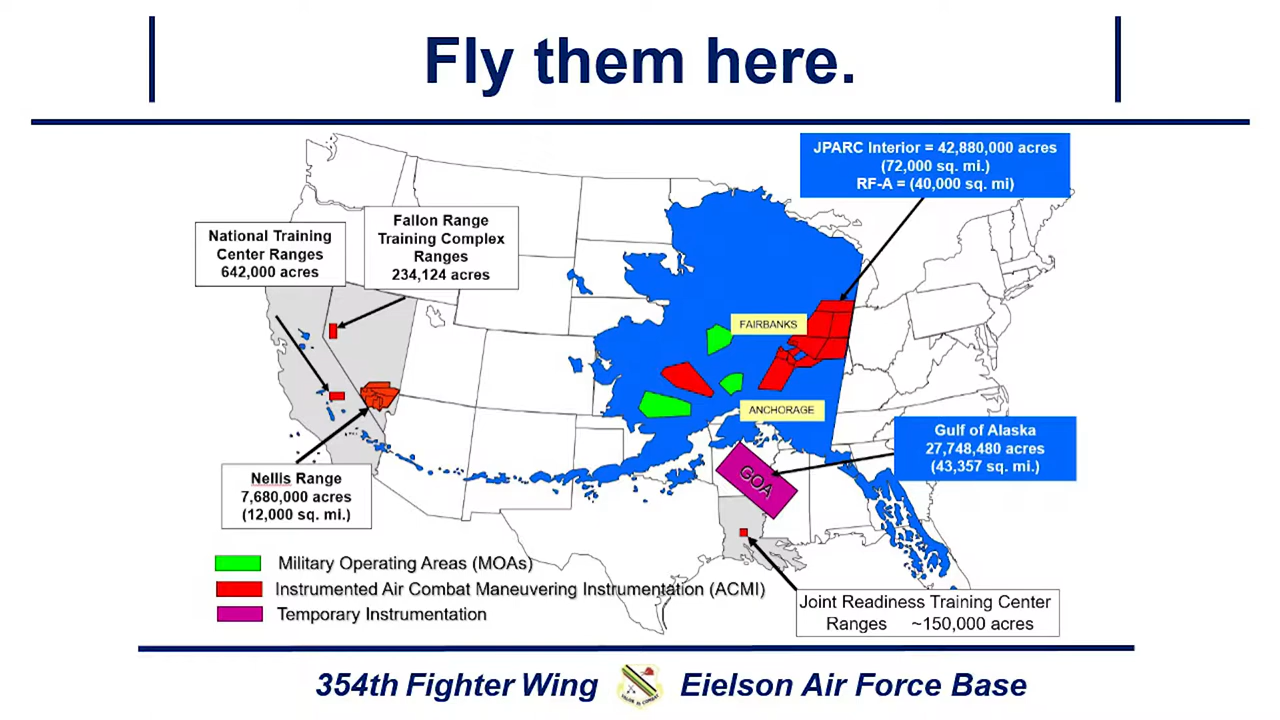 Fly them here.
JPARC Interior = 42,880,000 acres
(72,000 sq. mi.)
RF-A = (40,000 sq. mi)
Fallon Range
Training Complex
Ranges
234,124 acres
National Training
Center Ranges
642,000 acres
FAIRBANKS
ANCHORAGE
Gulf of Alaska
27,748,480 acres
(43,357 sq. mi.)
GOA
Nellis Range
7,680,000 acres
(12,000 sq. mi.)
Military Operating Areas (MOAs)
Instrumented Air Combat Maneuvering Instrumentation (ACMI)
Temporary Instrumentation
Joint Readiness Training Center
Ranges ~150,000 acres
354th Fighter Wing Eielson Air Force Base